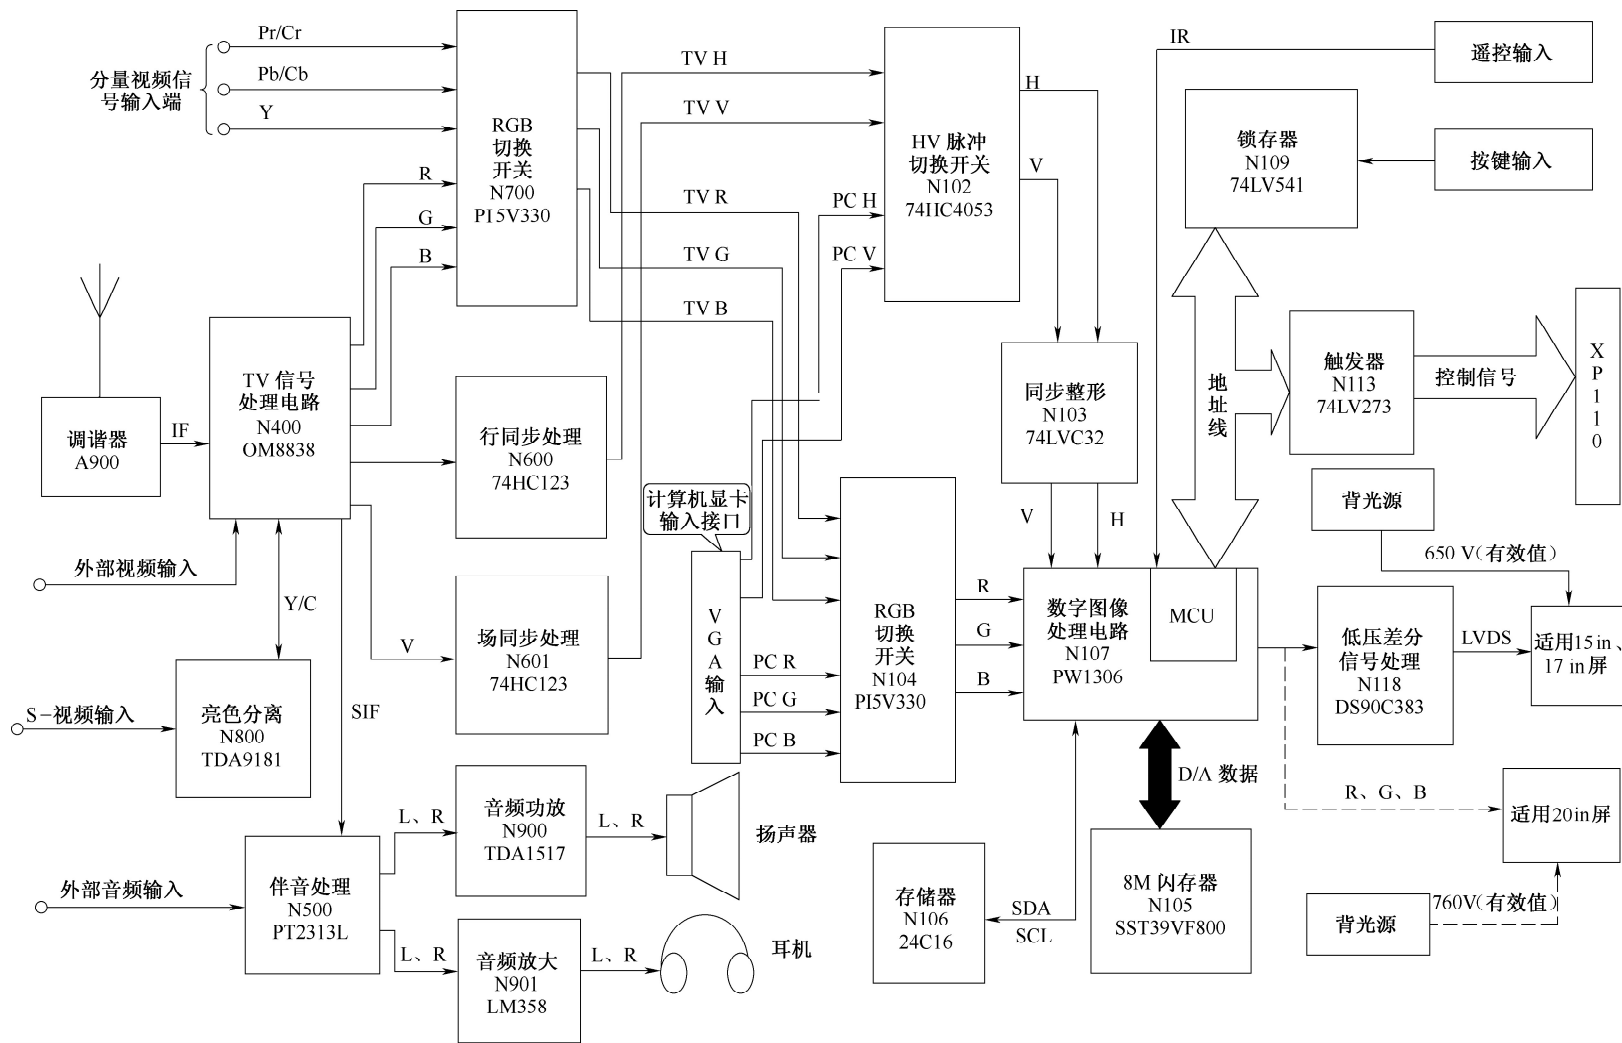 Pr/Cr
Pb/Cb
Y
分量视频信
号输入端
R
G
B
RGB
切换
开关
N700
PI5V330
TV H
TV V
TV R
TV G
TV B
PC H
PC V
HV 脉冲
切换开关
N102
74HC4053
H
V
IR
遥控输入
锁存器
N109
74LV541
按键输入
地址线
触发器
N113
74LV273
控制信号
XP110
调谐器
A900
IF
TV 信号
处理电路
N400
OM8838
行同步处理
N600
74HC123
同步整形
N103
74LVC32
V
H
背光源
650 V(有效值)
计算机显卡
输入接口
外部视频输入
Y/C
V
场同步处理
N601
74HC123
VGA输入
PC R
PC G
PC B
RGB
切换
开关
N104
PI5V330
R
G
B
数字图像
处理电路
N107
PW1306
MCU
低压差分
信号处理
N118
DS90C383
LVDS
适用15in、
17in屏
S-视频输入
亮色分离
N800
TDA9181
SIF
D/A 数据
R、G、B
适用20in屏
L、R
音频功放
N900
TDA1517
L、R
扬声器
外部音频输入
伴音处理
N500
PT2313L
L、R
音频放大
N901
LM358
L、R
耳机
存储器
N106
24C16
SDA
SCL
8M 闪存器
N105
SST39VF800
背光源
760V(有效值)